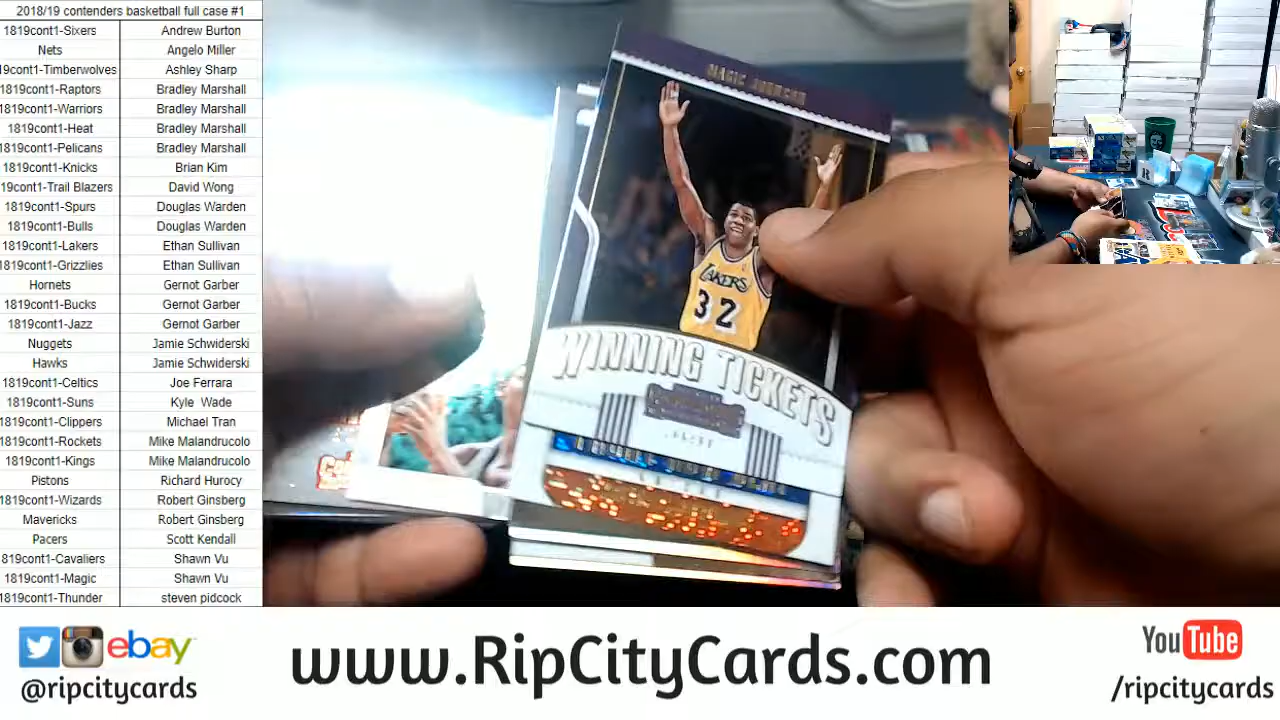 2018/19 contenders basketball full case #1
1819cont1-Sixers Andrew Burton
Nets Angelo Miller
19cont1-Timberwolves Ashley Sharp
1819cont1-Raptors Bradley Marshall
1819cont1-Warriors Bradley Marshall
1819cont1-Heat Bradley Marshall
1819cont1-Pelicans Bradley Marshall
1819cont1-Knicks Brian Kim
19cont1-Trail Blazers David Wong
1819cont1-Spurs Douglas Warden
1819cont1-Bulls Douglas Warden
1819cont1-Lakers Ethan Sullivan
1819cont1-Grizzlies Ethan Sullivan
Hornets Gernot Garber
1819cont1-Bucks Gernot Garber
1819cont1-Jazz Gernot Garber
Nuggets Jamie Schwiderski
Hawks Jamie Schwiderski
1819cont1-Celtics Joe Ferrara
1819cont1-Suns Kyle Wade
1819cont1-Clippers Michael Tran
1819cont1-Rockets Mike Malandrucolo
1819cont1-Kings Mike Malandrucolo
Pistons Richard Hurocy
1819cont1-Wizards Robert Ginsberg
Mavericks Robert Ginsberg
Pacers Scott Kendall
819cont1-Cavaliers Shawn Vu
1819cont1-Magic Shawn Vu
1819cont1-Thunder steven pidcock
MAGIC JOHNSON
LAKERS
32
WINNING TICKETS
ebay
@ripcitycards
www.RipCityCards.com
YouTube
/ripcitycards